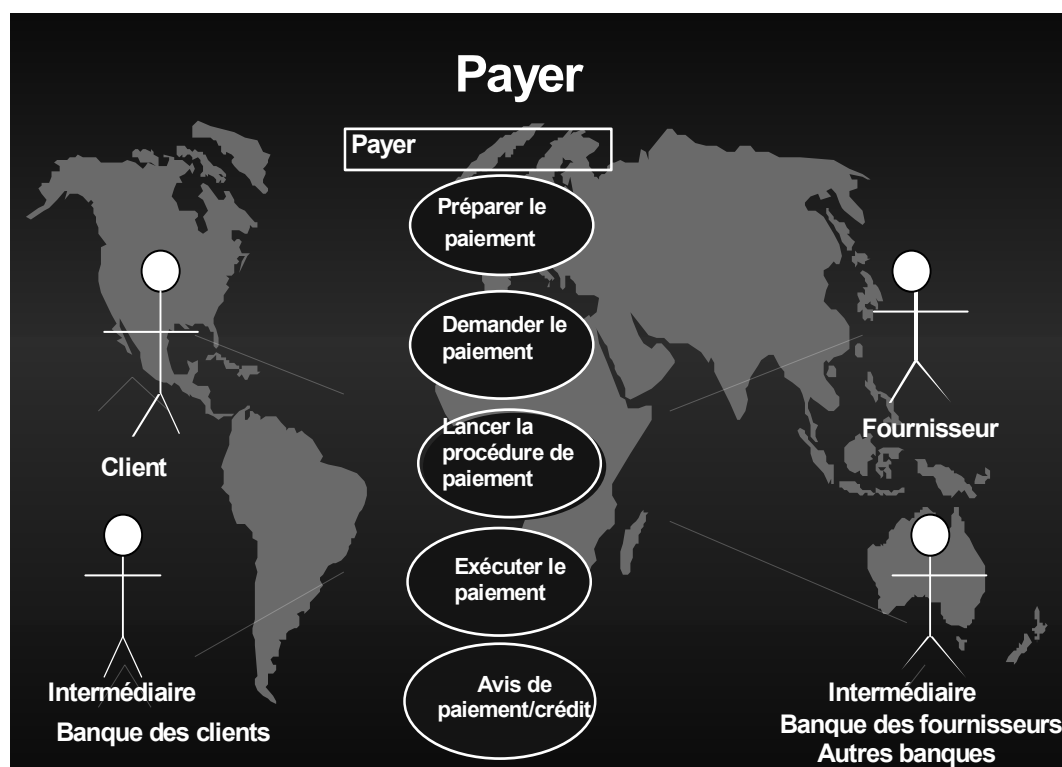 Payer
Payer
Préparer le
paiement
Demander le
paiement
Lancer la
procédure de
paiement
Exécuter le
paiement
Avis de
paiement/crédit
Client
Fournisseur
Intermédiaire
Banque des clients
Intermédiaire
Banque des fournisseurs
Autres banques